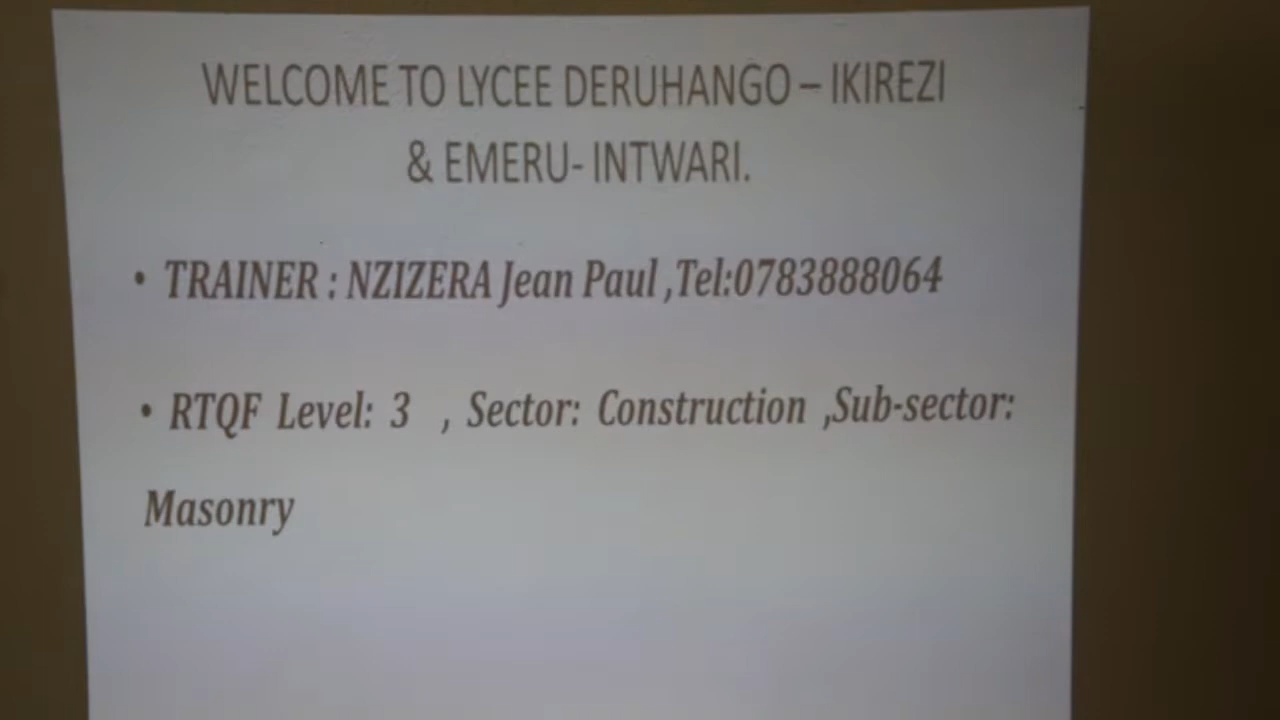 WELCOME TO LYCEE DERUHANGO – IKIREZI
& EMERU- INTWARI.
• TRAINER : NZIZERA Jean Paul ,Tel:0783888064
• RTQF Level: 3 , Sector: Construction ,Sub-sector:
Masonry